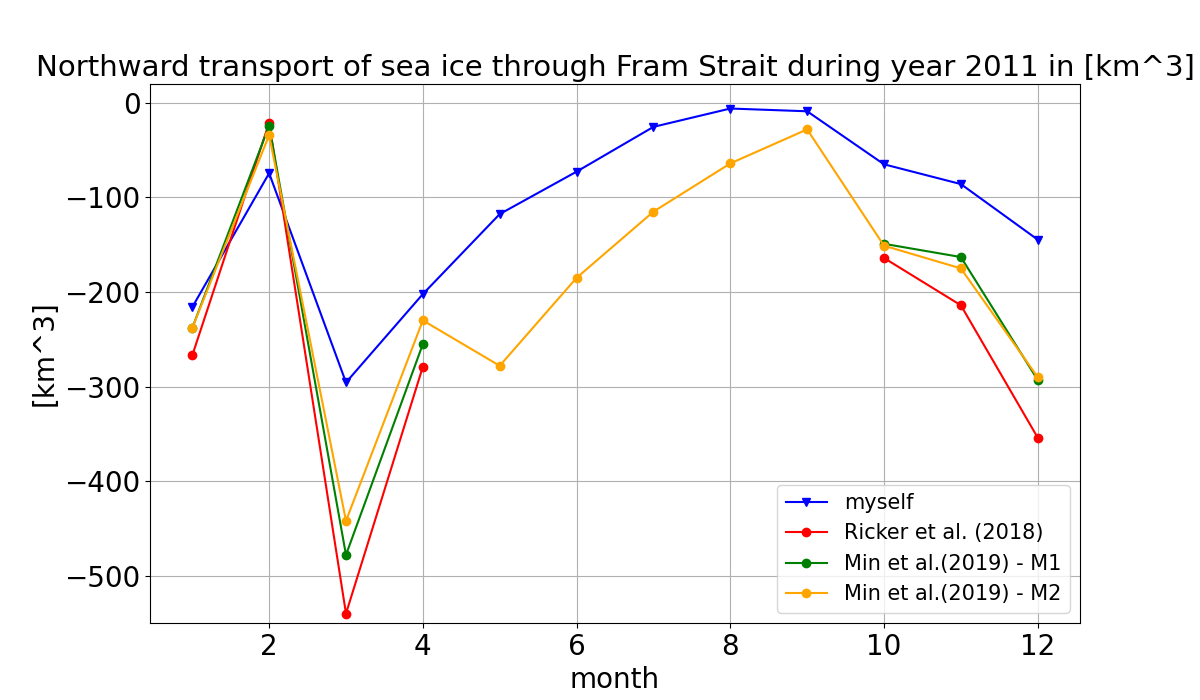 Northward transport of sea ice through Fram Strait during year 2011 in [km^3]
0
−100
−200
−300
−400
−500
[km^3]
myself
Ricker et al. (2018)
Min et al.(2019) - M1
Min et al.(2019) - M2
2 4 6 8 10 12
month